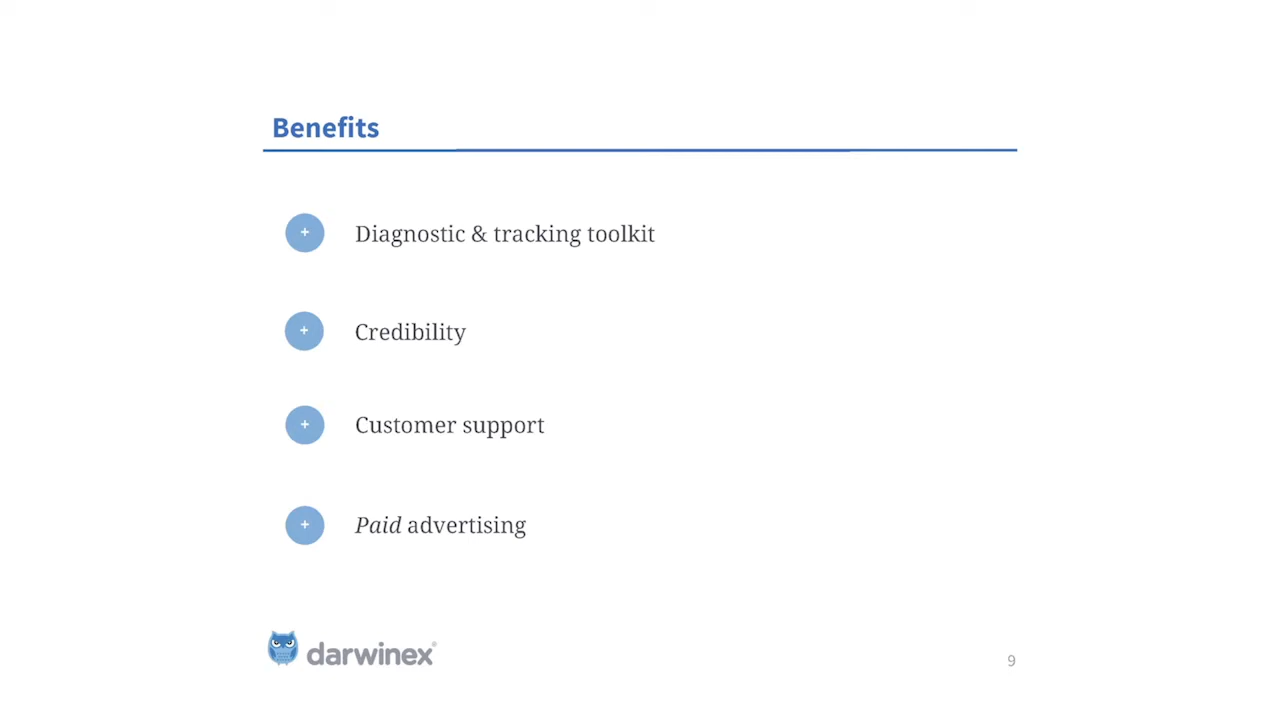 Benefits
+ Diagnostic & tracking toolkit
+ Credibility
+ Customer support
+ Paid advertising
darwinex®
9